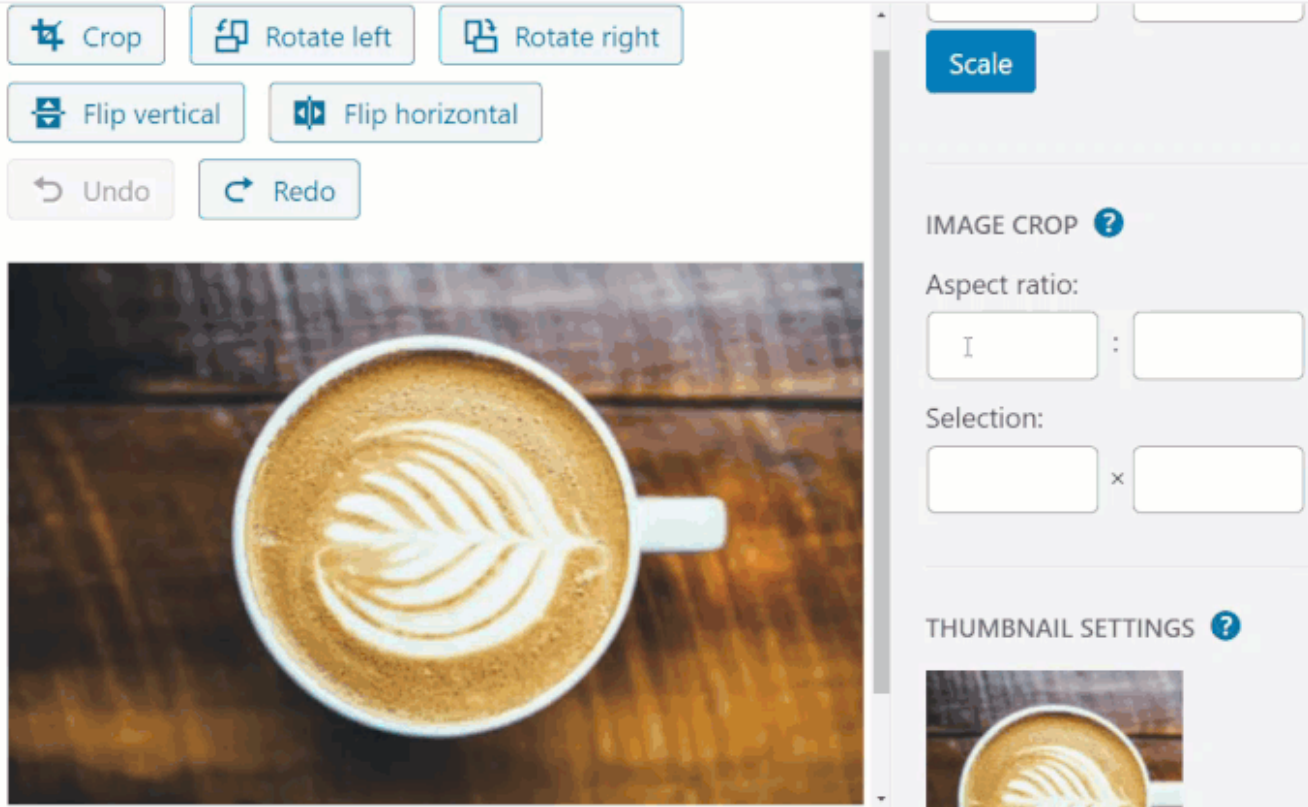 Crop Rotate left Rotate right
Flip vertical Flip horizontal
Undo Redo
Scale
IMAGE CROP ?
Aspect ratio:
:
Selection:
×
THUMBNAIL SETTINGS ?